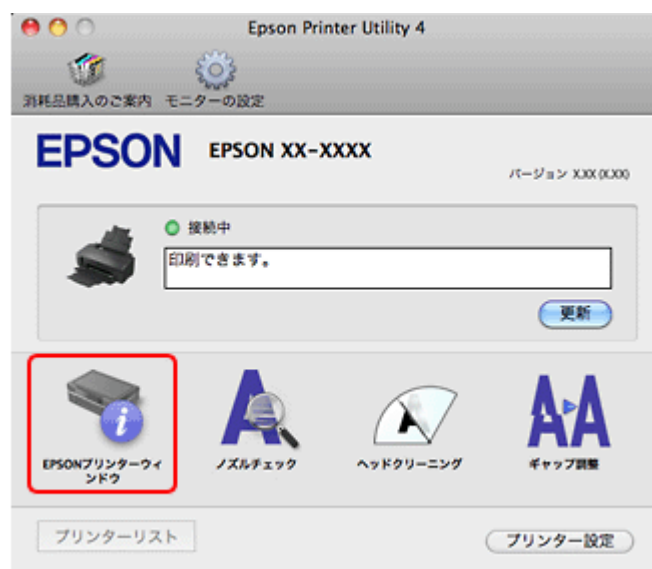 Epson Printer Utility 4
消耗品購入のご案内 モニターの設定
EPSON EPSON XX-XXXX
バージョン X.XX (X.XX)
接続中
印刷できます。
更新
EPSONプリンターウィ
ンドウ
ノズルチェック
ヘッドクリーニング
ギャップ調整
プリンターリスト
プリンター設定